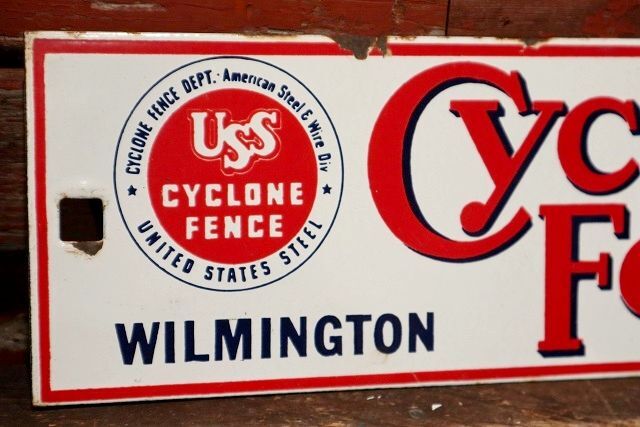 CYCLONE FENCE DEPT. · American Steel & Wire Div
USS
CYCLONE
FENCE
★ UNITED STATES STEEL ★
WILMINGTON
Cyc
Fe